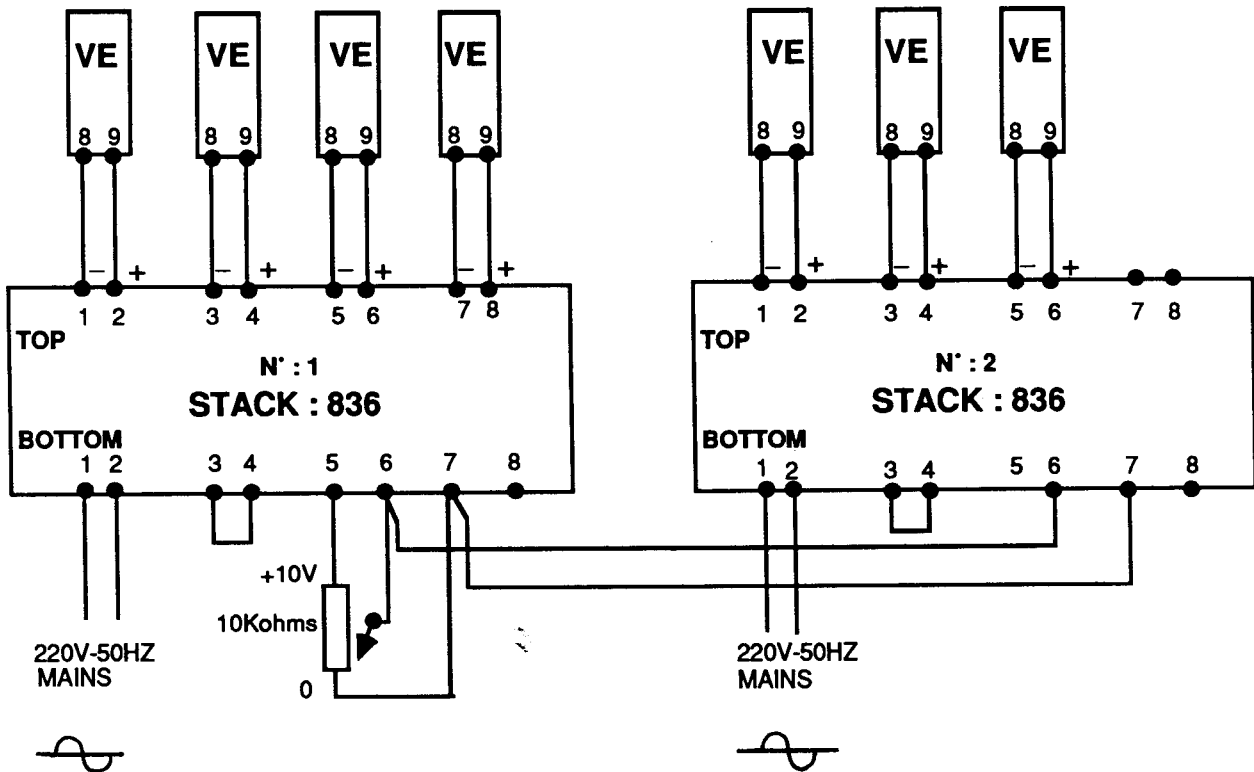 VE VE VE VE VE VE VE
8 9 8 9 8 9 8 9 8 9 8 9 8 9
− + − + − + − + − + − + − +
1 2 3 4 5 6 7 8 1 2 3 4 5 6 7 8
TOP TOP
N° : 1 N° : 2
STACK : 836 STACK : 836
BOTTOM BOTTOM
1 2 3 4 5 6 7 8 1 2 3 4 5 6 7 8
+10V
10Kohms
0
220V-50HZ
MAINS
220V-50HZ
MAINS